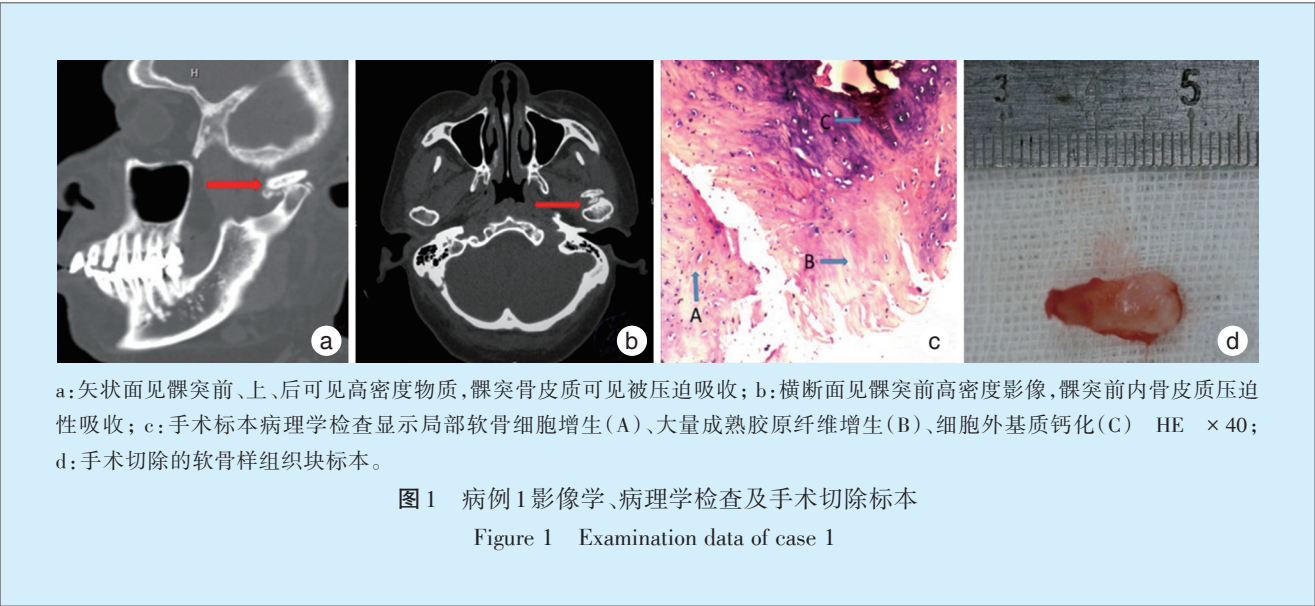 H
C
B
A
3
4
5
a
b
c
d
a:矢状面见髁突前、上、后可见高密度物质,髁突骨皮质可见被压迫吸收;b:横断面见髁突前高密度影像,髁突前内骨皮质压迫
性吸收;c:手术标本病理学检查显示局部软骨细胞增生(A)、大量成熟胶原纤维增生(B)、细胞外基质钙化(C) HE ×40;
d:手术切除的软骨样组织块标本。
图1 病例1影像学、病理学检查及手术切除标本
Figure 1 Examination data of case 1